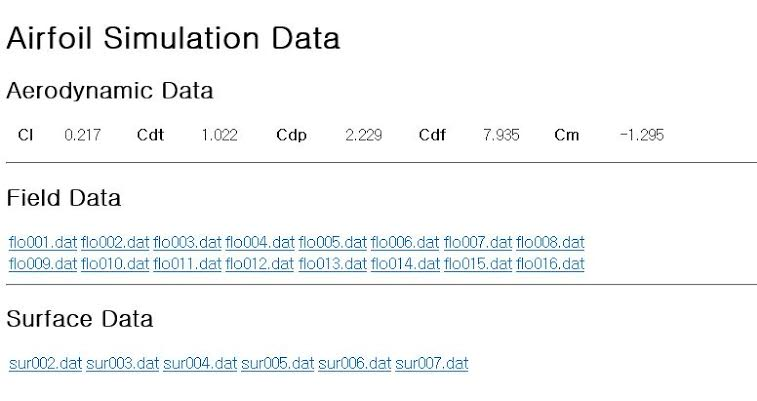 Airfoil Simulation Data
Aerodynamic Data
Cl 0.217 Cdt 1.022 Cdp 2.229 Cdf 7.935 Cm -1.295
Field Data
flo001.dat flo002.dat flo003.dat flo004.dat flo005.dat flo006.dat flo007.dat flo008.dat
flo009.dat flo010.dat flo011.dat flo012.dat flo013.dat flo014.dat flo015.dat flo016.dat
Surface Data
sur002.dat sur003.dat sur004.dat sur005.dat sur006.dat sur007.dat